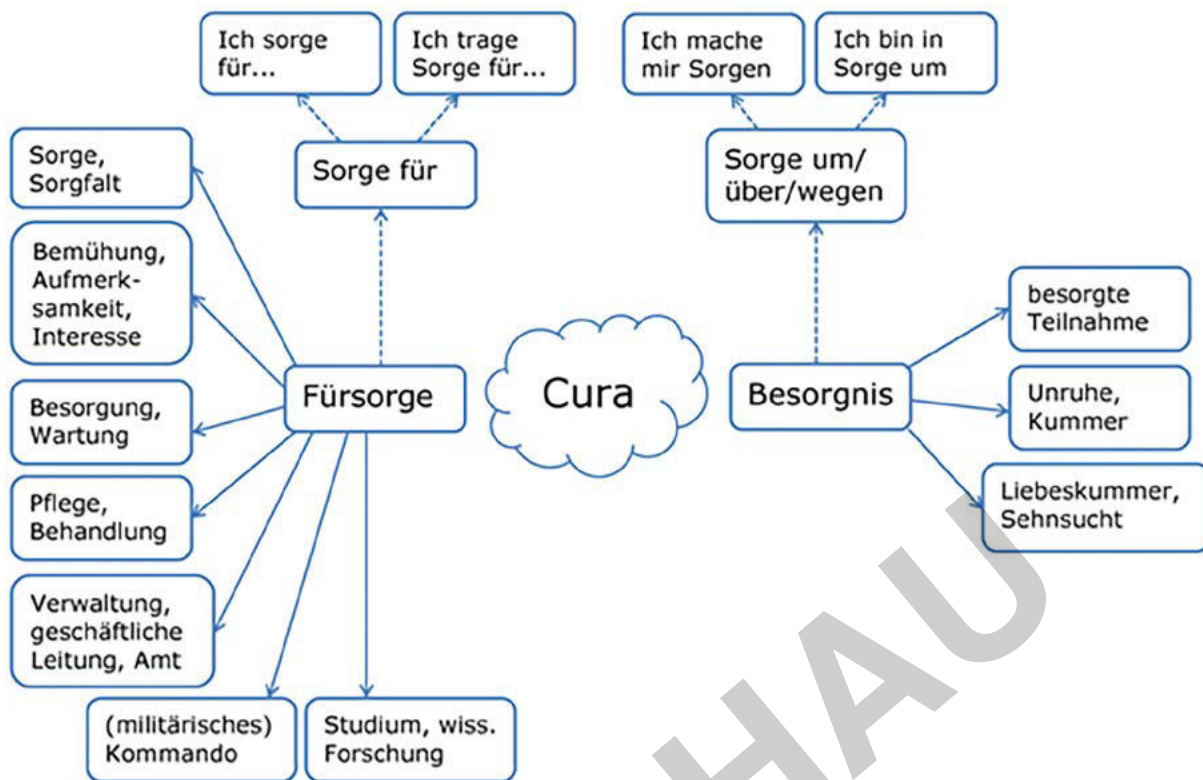 Ich sorge
für...
Ich trage
Sorge für...
Ich mache
mir Sorgen
Ich bin in
Sorge um
Sorge,
Sorgfalt
Sorge für
Sorge um/
über/wegen
Bemühung,
Aufmerk-
samkeit,
Interesse
besorgte
Teilnahme
Fürsorge
Cura
Besorgnis
Besorgung,
Wartung
Unruhe,
Kummer
Pflege,
Behandlung
Liebeskummer,
Sehnsucht
Verwaltung,
geschäftliche
Leitung, Amt
(militärisches)
Kommando
Studium, wiss.
Forschung
HAU